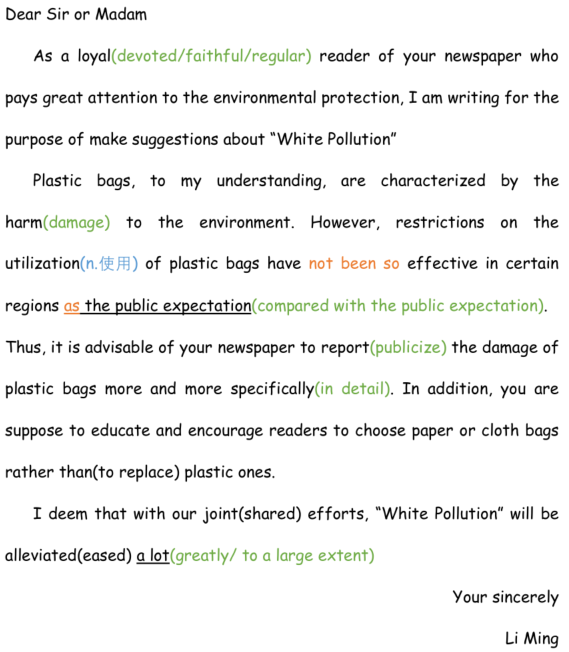 Dear Sir or Madam
As a loyal(devoted/faithful/regular) reader of your newspaper who
pays great attention to the environmental protection, I am writing for the
purpose of make suggestions about “White Pollution”
Plastic bags, to my understanding, are characterized by the
harm(damage) to the environment. However, restrictions on the
utilization(n.使用) of plastic bags have not been so effective in certain
regions as the public expectation(compared with the public expectation).
Thus, it is advisable of your newspaper to report(publicize) the damage of
plastic bags more and more specifically(in detail). In addition, you are
suppose to educate and encourage readers to choose paper or cloth bags
rather than(to replace) plastic ones.
I deem that with our joint(shared) efforts, “White Pollution” will be
alleviated(eased) a lot(greatly/ to a large extent)
Your sincerely
Li Ming